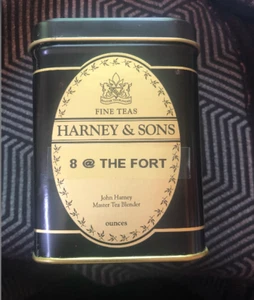 FINE TEAS
HARNEY & SONS
8 @ THE FORT
John Harney
Master Tea Blender
ounces